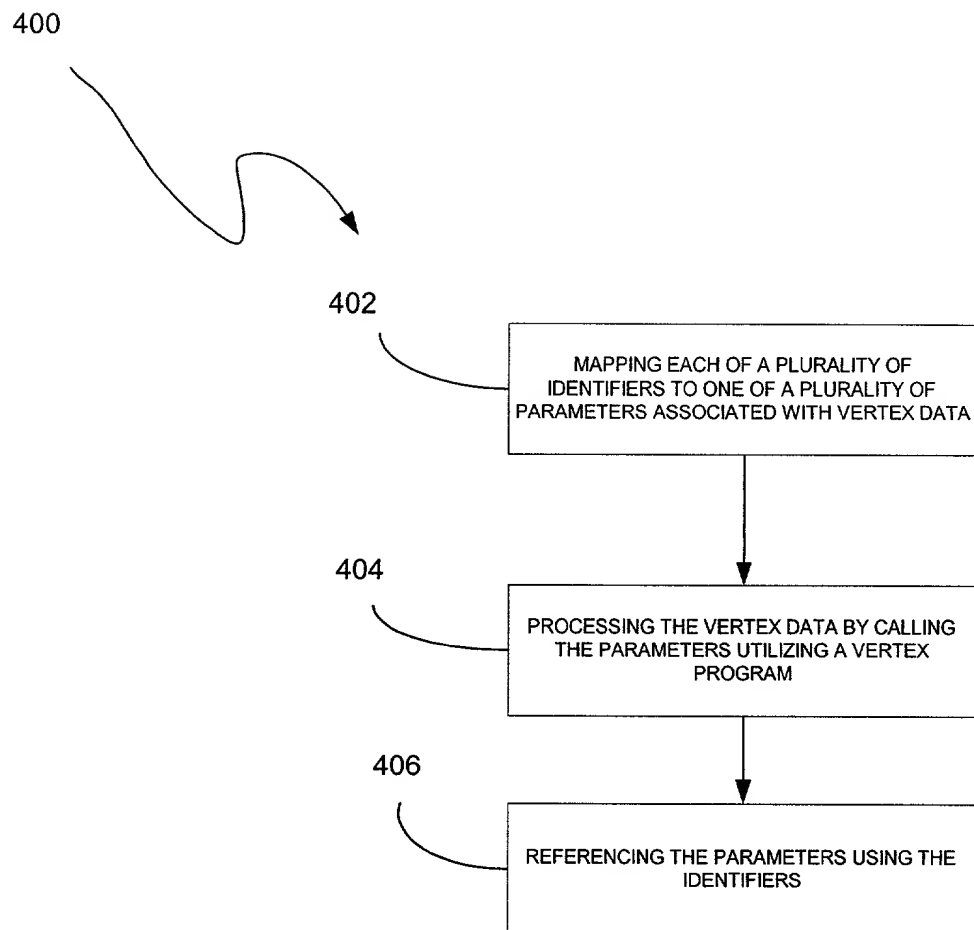 400
402
MAPPING EACH OF A PLURALITY OF
IDENTIFIERS TO ONE OF A PLURALITY OF
PARAMETERS ASSOCIATED WITH VERTEX DATA
404
PROCESSING THE VERTEX DATA BY CALLING
THE PARAMETERS UTILIZING A VERTEX
PROGRAM
406
REFERENCING THE PARAMETERS USING THE
IDENTIFIERS